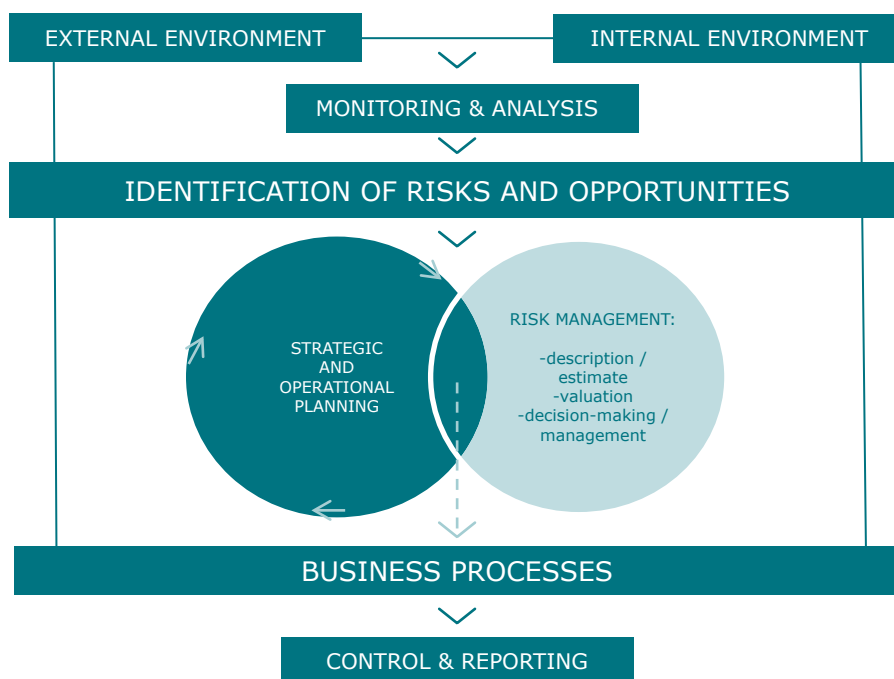 EXTERNAL ENVIRONMENT
INTERNAL ENVIRONMENT
MONITORING & ANALYSIS
IDENTIFICATION OF RISKS AND OPPORTUNITIES
STRATEGIC
AND
OPERATIONAL
PLANNING
RISK MANAGEMENT:
-description /
estimate
-valuation
-decision-making /
management
BUSINESS PROCESSES
CONTROL & REPORTING